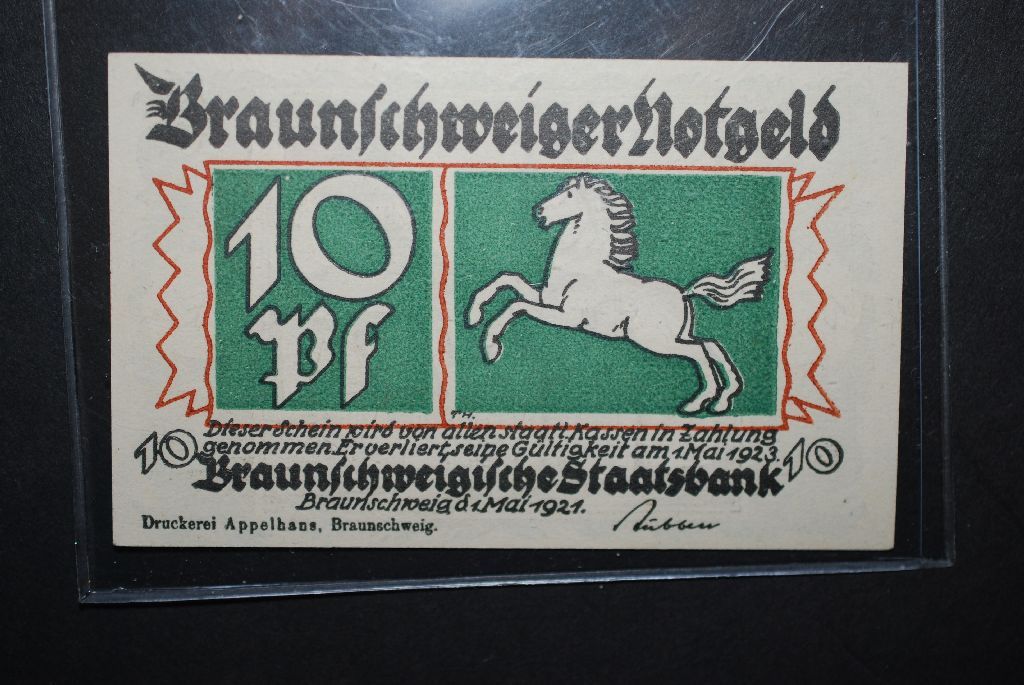 Braunschweiger Notgeld
10
Pf
TH.
Dieser Schein wird von allen staatl. Kassen in Zahlung
genommen. Er verliert seine Gültigkeit am 1. Mai 1923.
10 10
Braunschweigische Staatsbank
Braunschweig d. 1. Mai 1921.
Druckerei Appelhans, Braunschweig.